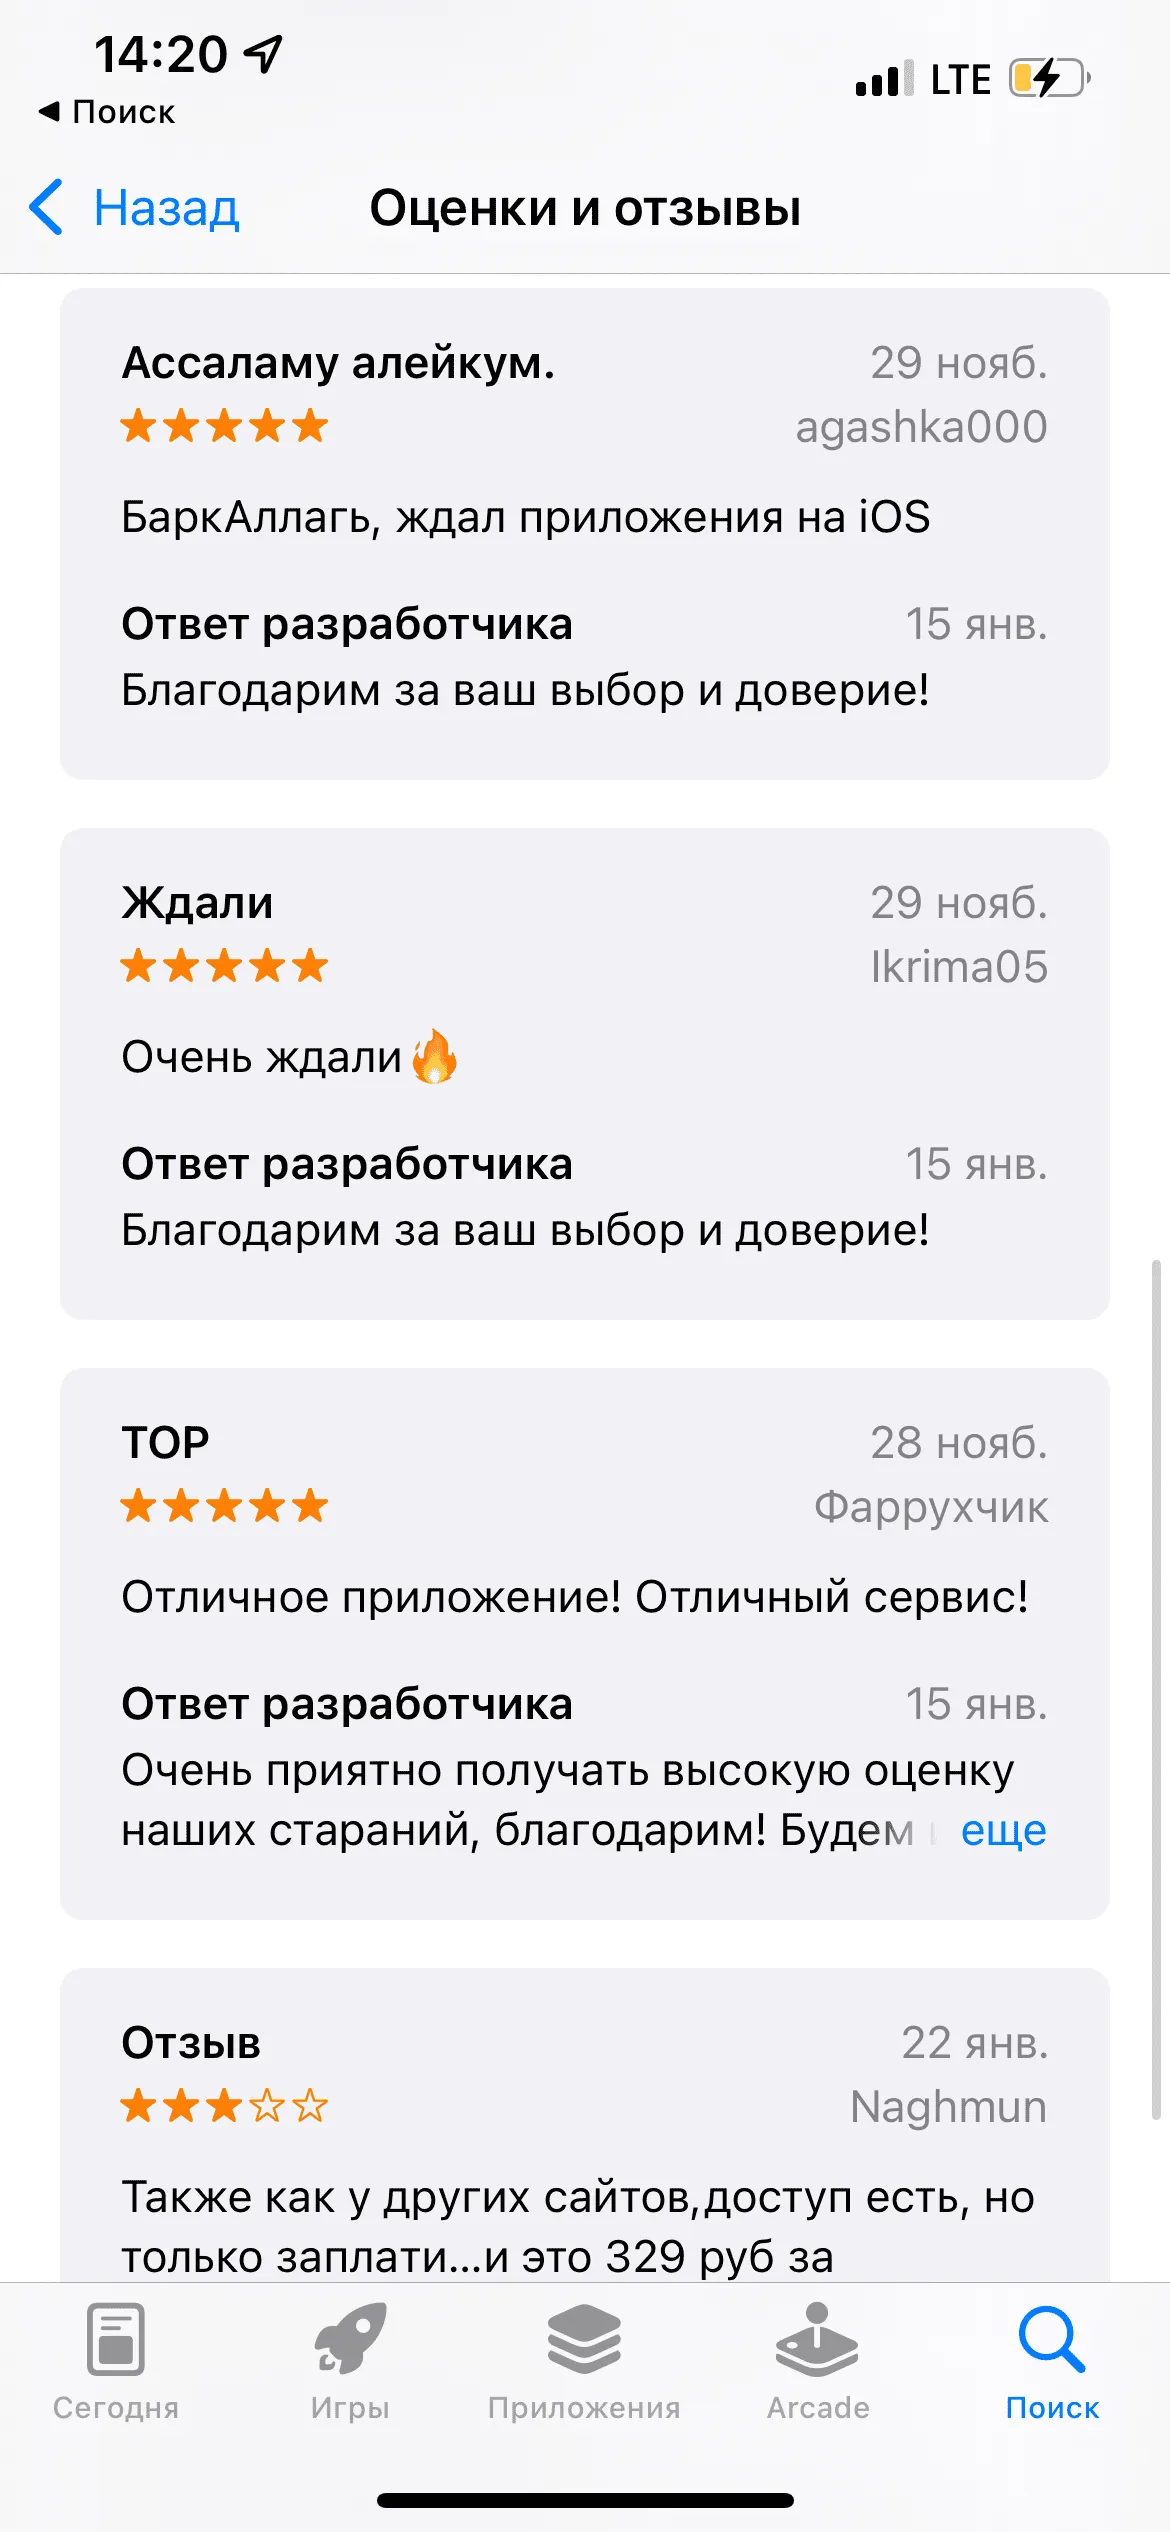 14:20
LTE
◀ Поиск
Назад
Оценки и отзывы
Ассаламу алейкум.
29 нояб.
agashka000
БаркАллагь, ждал приложения на iOS
Ответ разработчика
15 янв.
Благодарим за ваш выбор и доверие!
Ждали
29 нояб.
Ikrima05
Очень ждали🔥
Ответ разработчика
15 янв.
Благодарим за ваш выбор и доверие!
TOP
28 нояб.
Фаррухчик
Отличное приложение! Отличный сервис!
Ответ разработчика
15 янв.
Очень приятно получать высокую оценку
наших стараний, благодарим! Будем
еще
Отзыв
22 янв.
Naghmun
Также как у других сайтов,доступ есть, но
только заплати...и это 329 руб за
Сегодня
Игры
Приложения
Arcade
Поиск